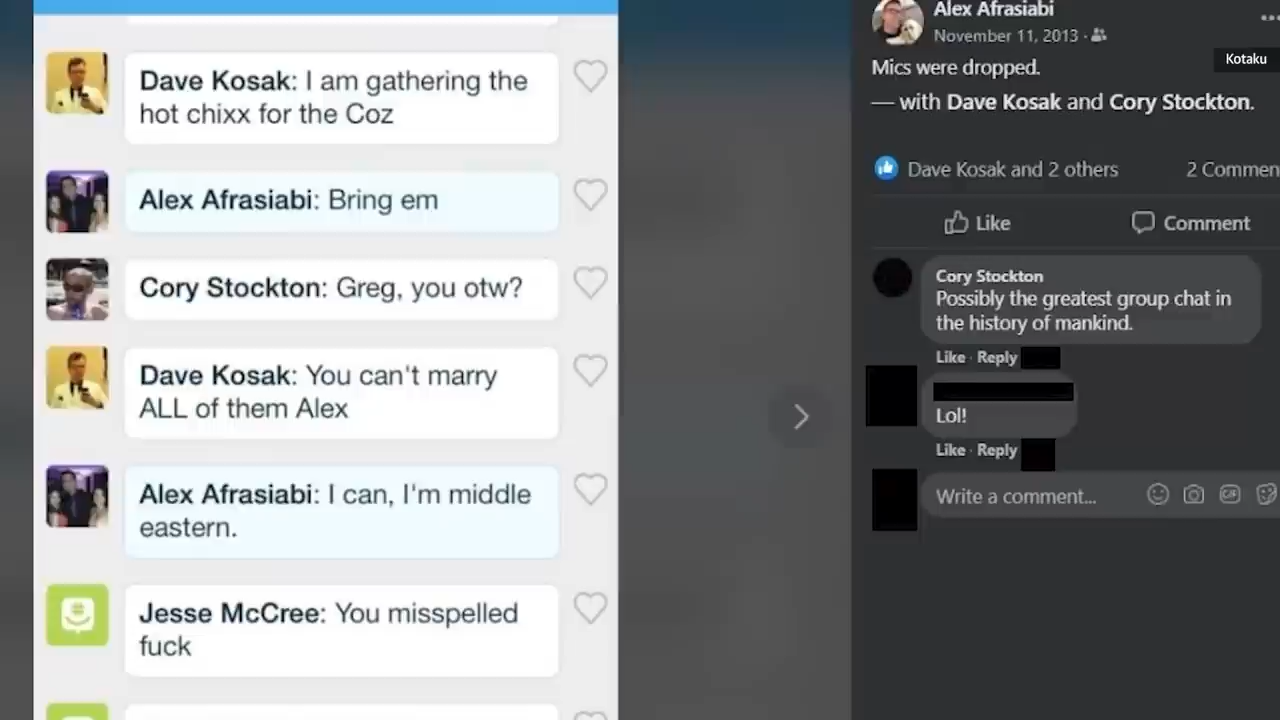 Dave Kosak: I am gathering the
hot chixx for the Coz
Alex Afrasiabi: Bring em
Cory Stockton: Greg, you otw?
Dave Kosak: You can't marry
ALL of them Alex
Alex Afrasiabi: I can, I'm middle
eastern.
Jesse McCree: You misspelled
fuck
Alex Afrasiabi
November 11, 2013 ·
Kotaku
Mics were dropped.
— with Dave Kosak and Cory Stockton.
Dave Kosak and 2 others 2 Commen
Like Comment
Cory Stockton
Possibly the greatest group chat in
the history of mankind.
Like · Reply
Lol!
Like · Reply
Write a comment...
GIF